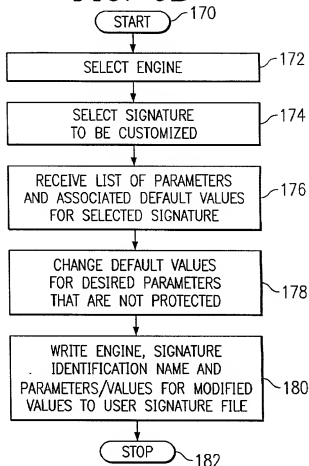 START
170
SELECT ENGINE
172
SELECT SIGNATURE
TO BE CUSTOMIZED
174
RECEIVE LIST OF PARAMETERS
AND ASSOCIATED DEFAULT VALUES
FOR SELECTED SIGNATURE
176
CHANGE DEFAULT VALUES
FOR DESIRED PARAMETERS
THAT ARE NOT PROTECTED
178
WRITE ENGINE, SIGNATURE
IDENTIFICATION NAME AND
PARAMETERS/VALUES FOR MODIFIED
VALUES TO USER SIGNATURE FILE
180
STOP
182